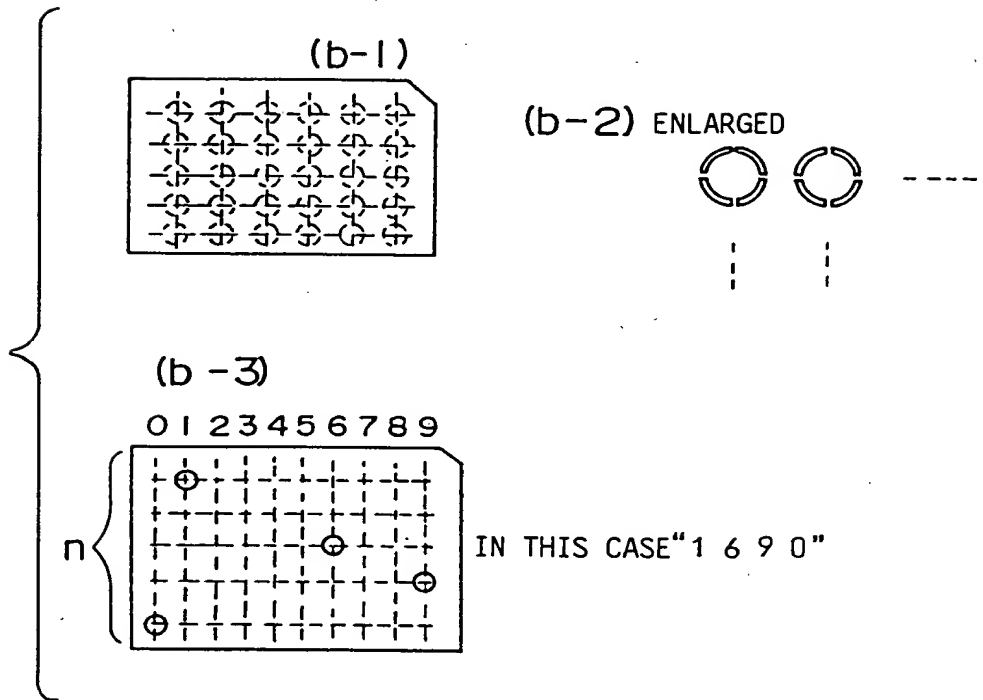 (b-1)
(b-2) ENLARGED
(b-3)
0 1 2 3 4 5 6 7 8 9
n
IN THIS CASE "1 6 9 0"